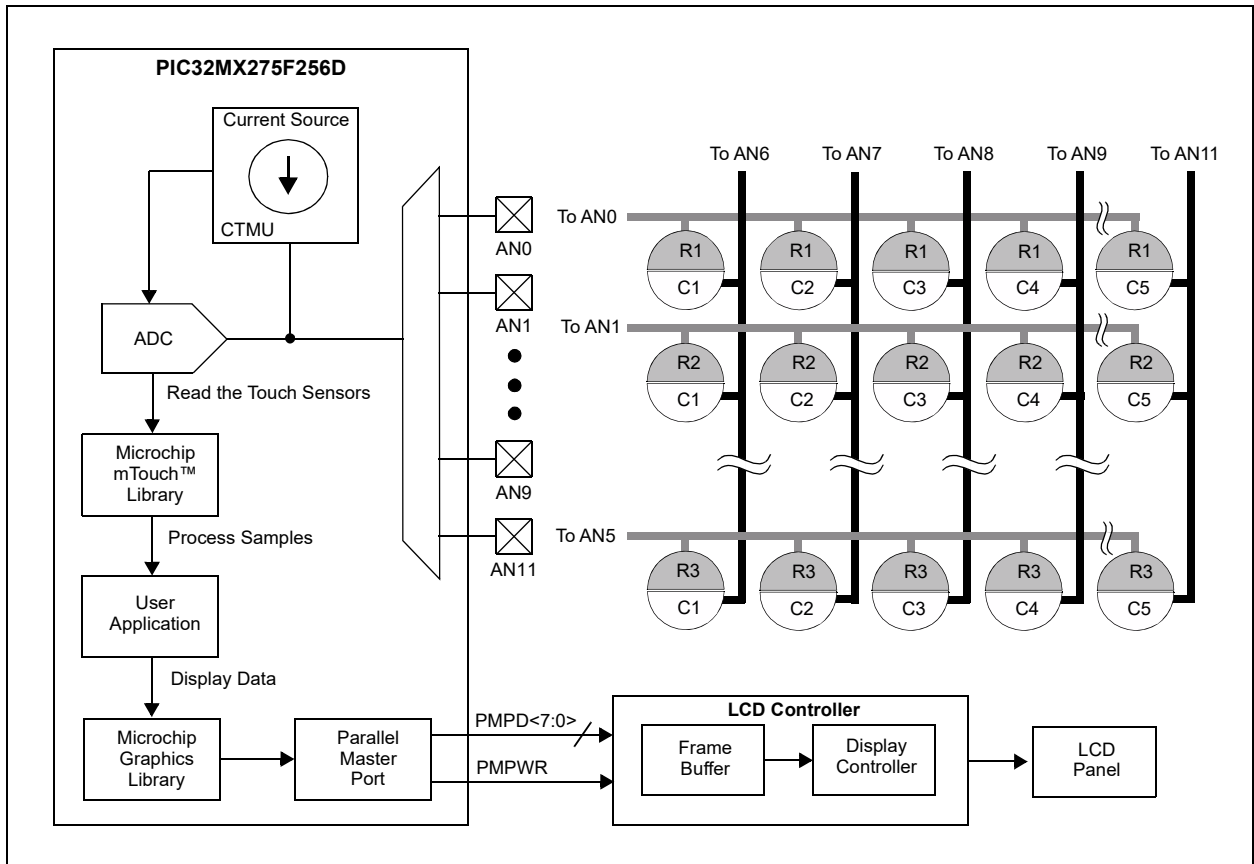 PIC32MX275F256D
Current Source
CTMU
ADC
Read the Touch Sensors
Microchip
mTouch™
Library
Process Samples
User
Application
Display Data
Microchip
Graphics
Library
Parallel
Master
Port
AN0
AN1
AN9
AN11
To AN6
To AN7
To AN8
To AN9
To AN11
To AN0
R1 R1 R1 R1 R1
C1 C2 C3 C4 C5
To AN1
R2 R2 R2 R2 R2
C1 C2 C3 C4 C5
To AN5
R3 R3 R3 R3 R3
C1 C2 C3 C4 C5
PMPD<7:0>
PMPWR
LCD Controller
Frame
Buffer
Display
Controller
LCD
Panel